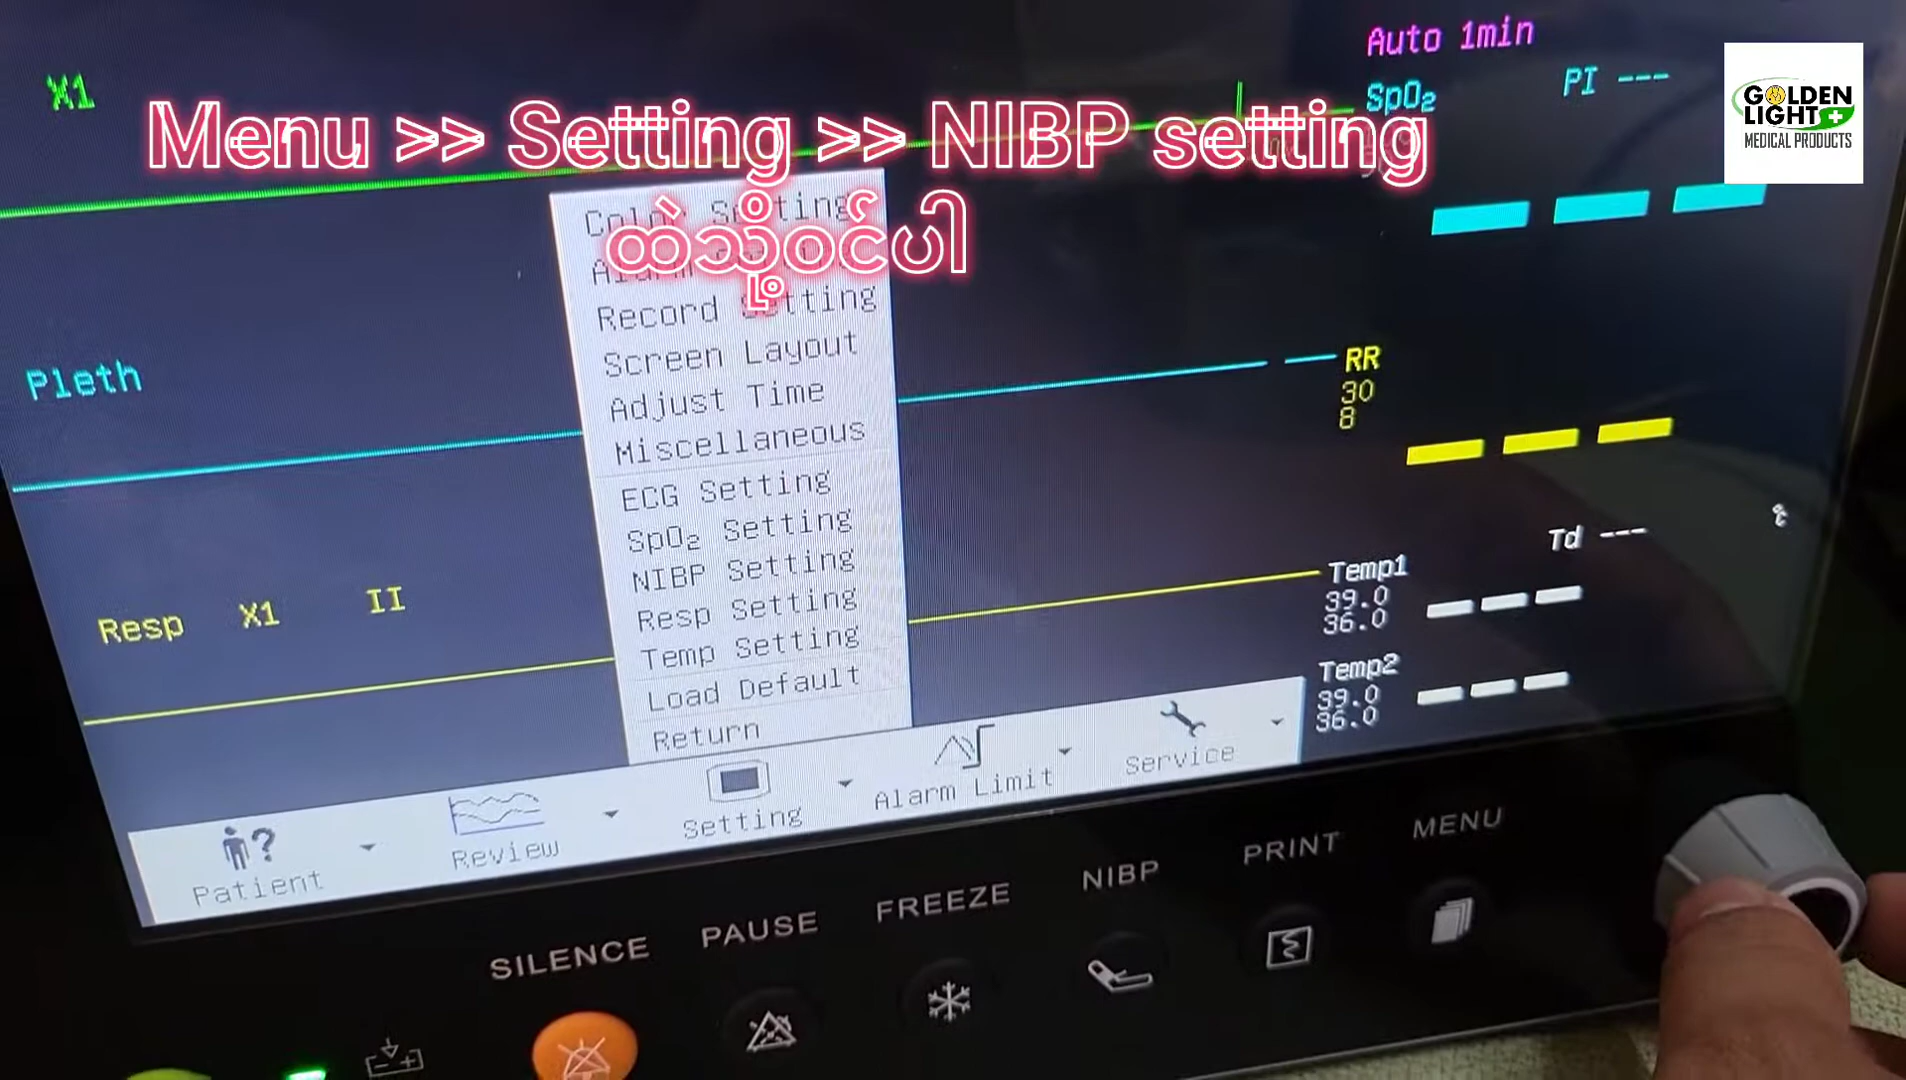 Auto 1min
X1
SpO₂
PI ---
GOLDEN
LIGHT
MEDICAL PRODUCTS
Menu >> Setting >> NIBP setting
ထဲသို့ဝင်ပါ
Color Setting
Record Setting
Screen Layout
Adjust Time
Miscellaneous
ECG Setting
SpO₂ Setting
NIBP Setting
Resp Setting
Temp Setting
Load Default
Return
Pleth
RR
30
8
Resp X1 II
Td ---
℃
Temp1
39.0
36.0
Temp2
39.0
36.0
Patient
Review
Setting
Alarm Limit
Service
SILENCE
PAUSE
FREEZE
NIBP
PRINT
MENU